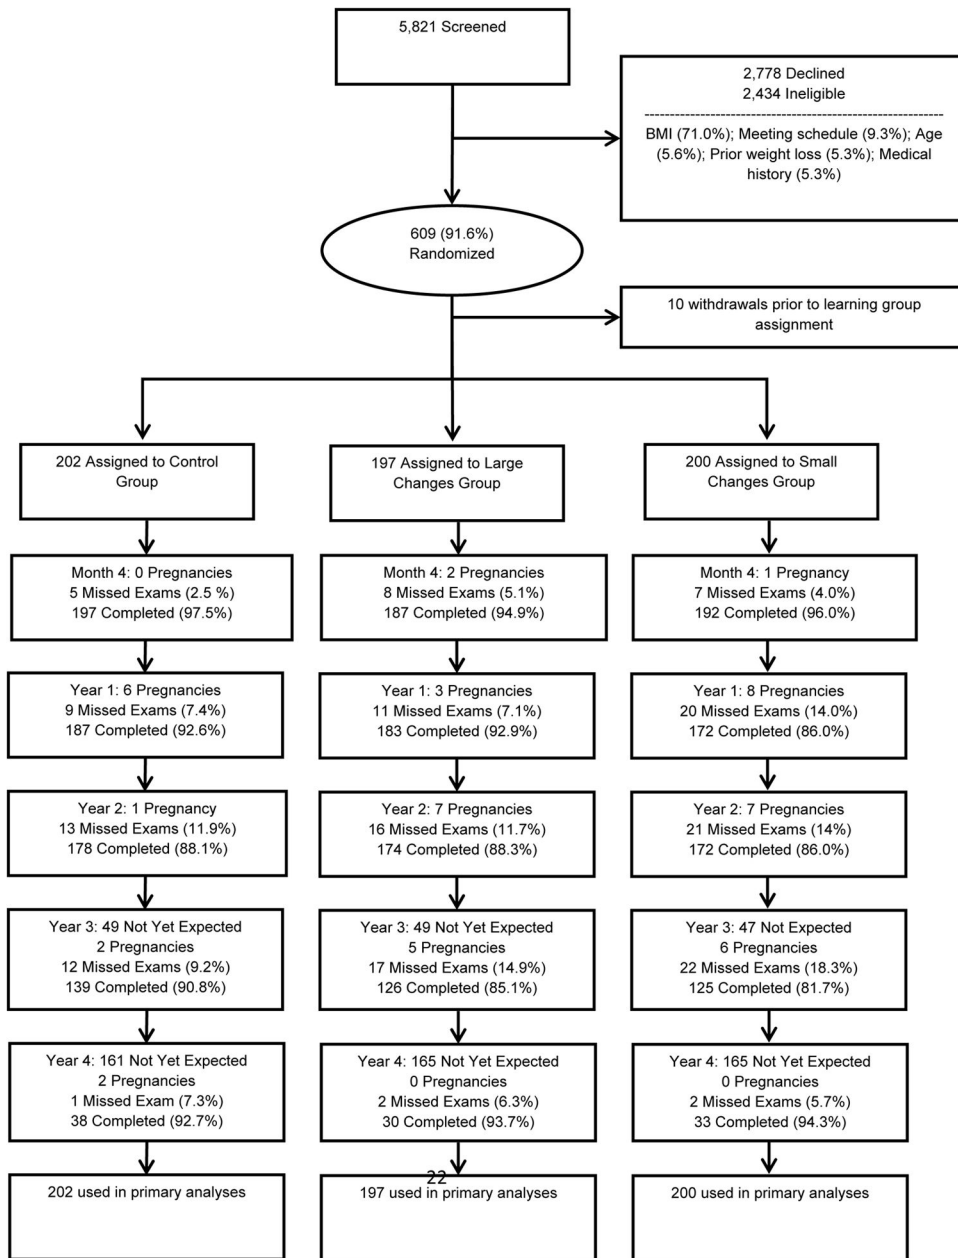 5,821 Screened
2,778 Declined
2,434 Ineligible
BMI (71.0%); Meeting schedule (9.3%); Age
(5.6%); Prior weight loss (5.3%); Medical
history (5.3%)
609 (91.6%)
Randomized
10 withdrawals prior to learning group
assignment
202 Assigned to Control
Group
197 Assigned to Large
Changes Group
200 Assigned to Small
Changes Group
Month 4: 0 Pregnancies
5 Missed Exams (2.5 %)
197 Completed (97.5%)
Month 4: 2 Pregnancies
8 Missed Exams (5.1%)
187 Completed (94.9%)
Month 4: 1 Pregnancy
7 Missed Exams (4.0%)
192 Completed (96.0%)
Year 1: 6 Pregnancies
9 Missed Exams (7.4%)
187 Completed (92.6%)
Year 1: 3 Pregnancies
11 Missed Exams (7.1%)
183 Completed (92.9%)
Year 1: 8 Pregnancies
20 Missed Exams (14.0%)
172 Completed (86.0%)
Year 2: 1 Pregnancy
13 Missed Exams (11.9%)
178 Completed (88.1%)
Year 2: 7 Pregnancies
16 Missed Exams (11.7%)
174 Completed (88.3%)
Year 2: 7 Pregnancies
21 Missed Exams (14%)
172 Completed (86.0%)
Year 3: 49 Not Yet Expected
2 Pregnancies
12 Missed Exams (9.2%)
139 Completed (90.8%)
Year 3: 49 Not Yet Expected
5 Pregnancies
17 Missed Exams (14.9%)
126 Completed (85.1%)
Year 3: 47 Not Expected
6 Pregnancies
22 Missed Exams (18.3%)
125 Completed (81.7%)
Year 4: 161 Not Yet Expected
2 Pregnancies
1 Missed Exam (7.3%)
38 Completed (92.7%)
Year 4: 165 Not Yet Expected
0 Pregnancies
2 Missed Exams (6.3%)
30 Completed (93.7%)
Year 4: 165 Not Yet Expected
0 Pregnancies
2 Missed Exams (5.7%)
33 Completed (94.3%)
202 used in primary analyses
22
197 used in primary analyses
200 used in primary analyses